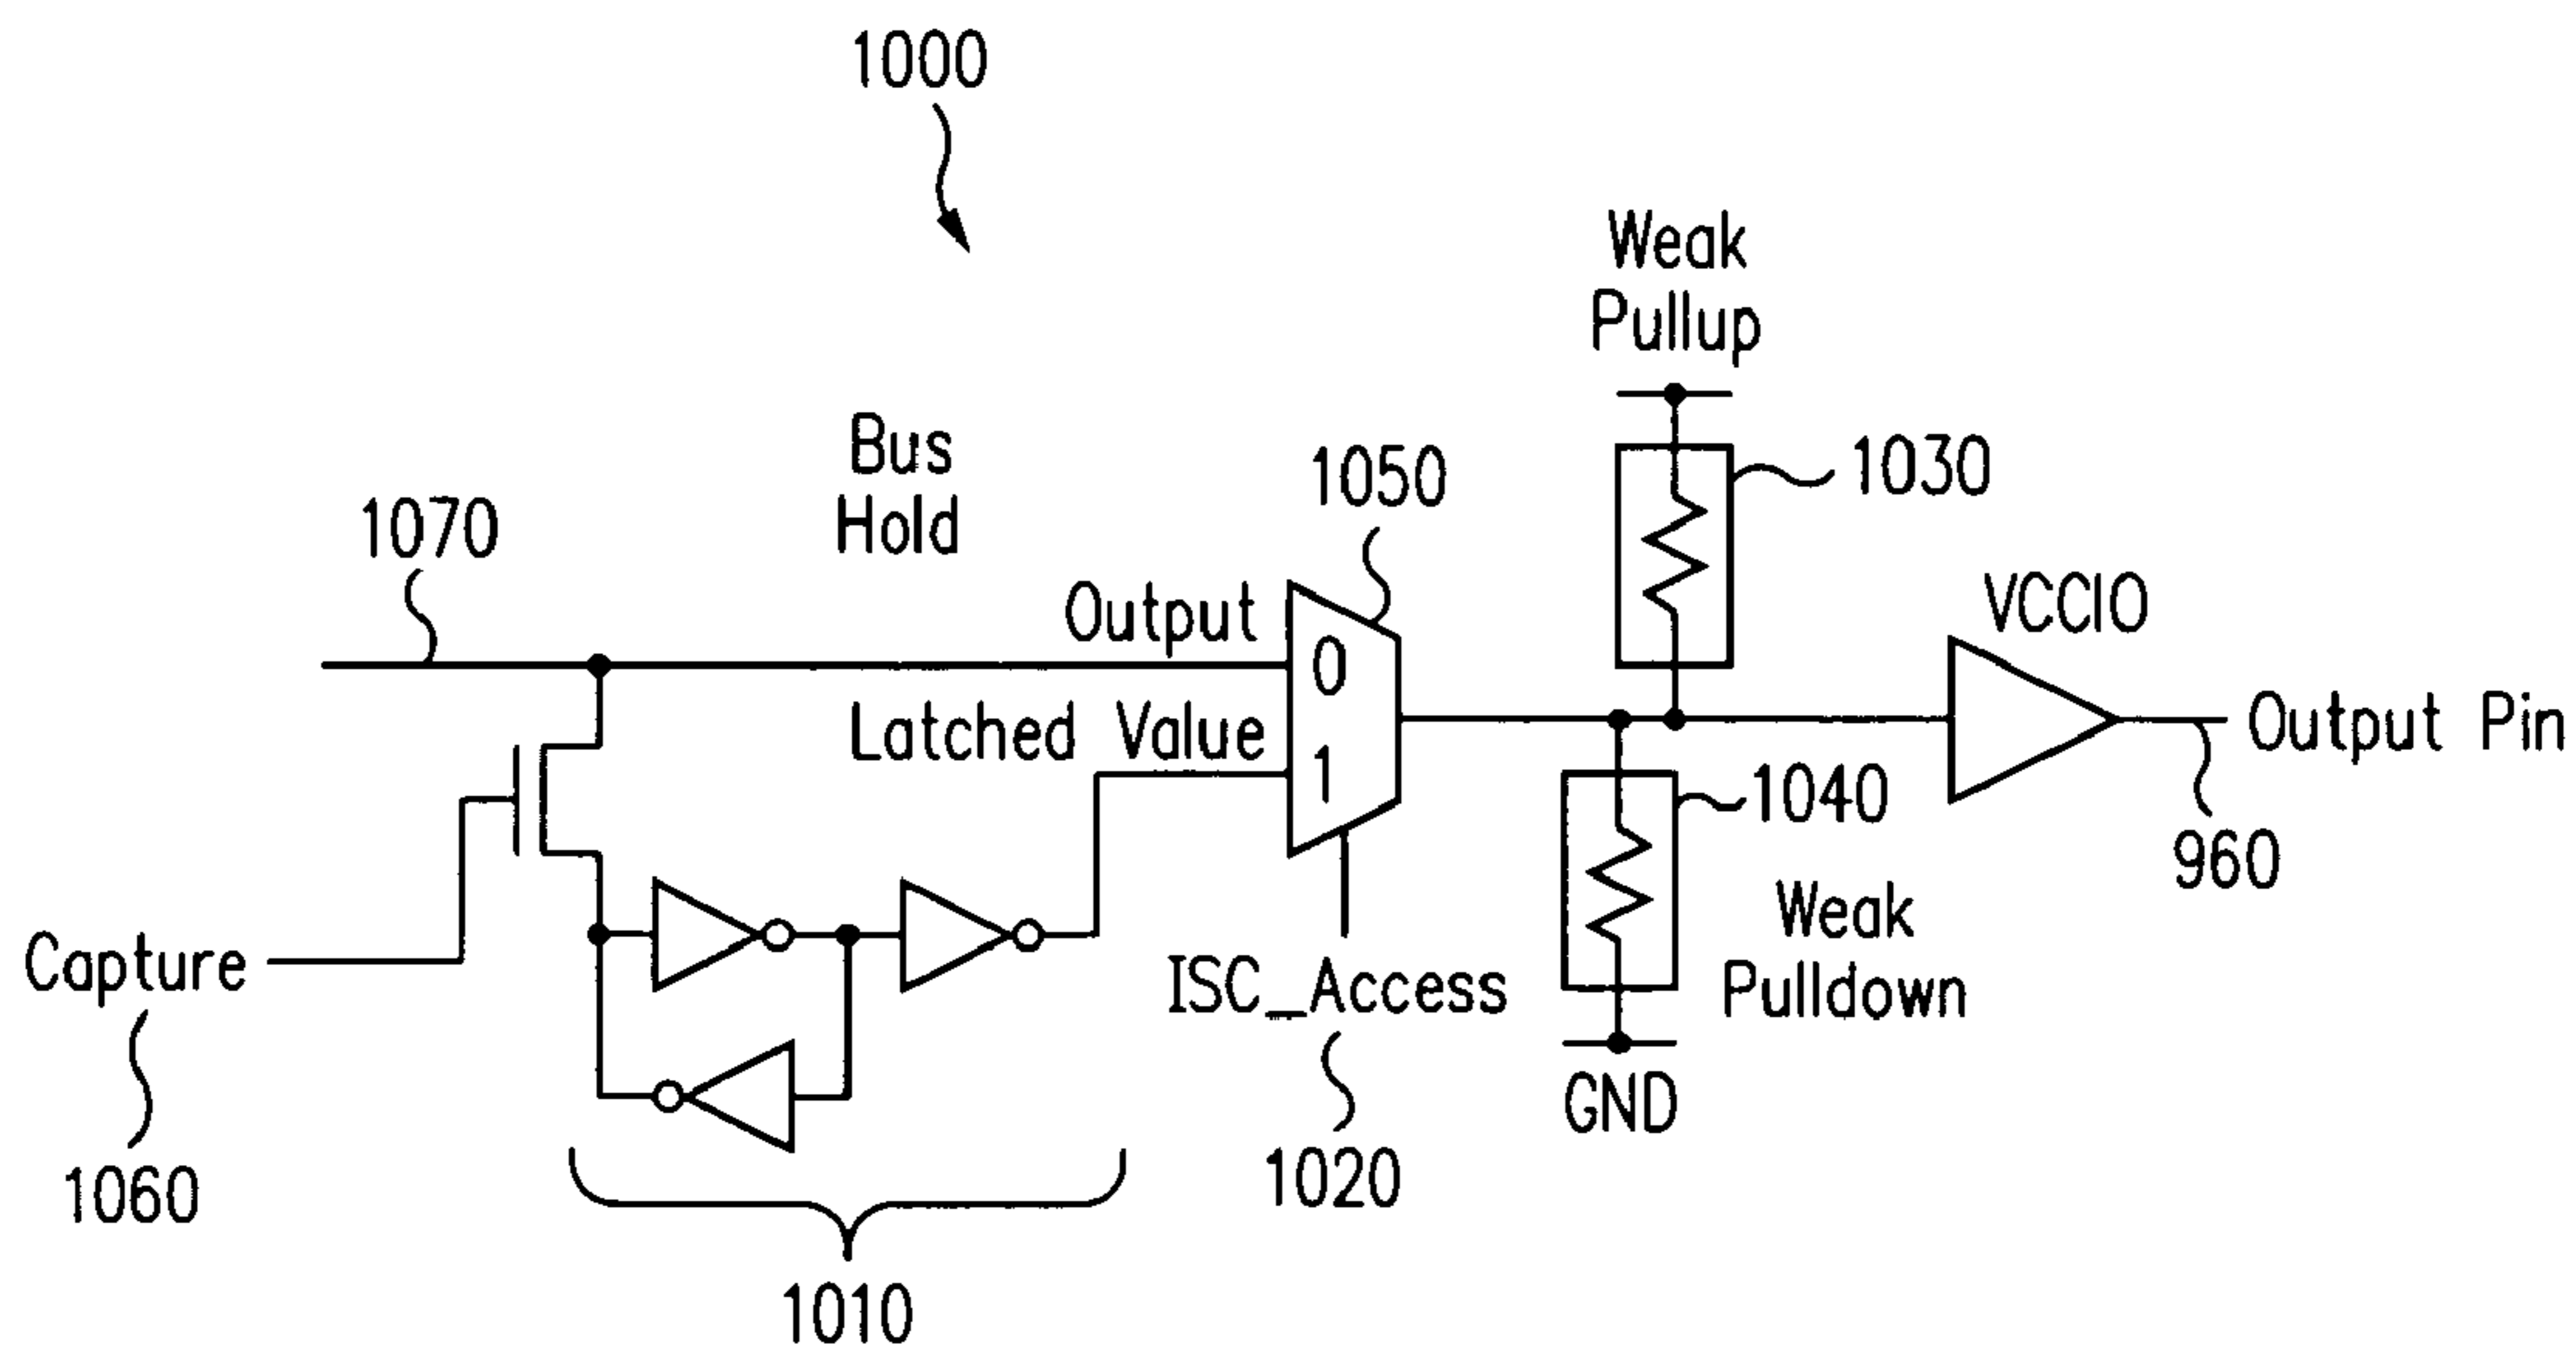 1000
Weak
Pullup
Bus
Hold
1050
1030
1070
Output
VCCIO
0
Latched Value
1
Output Pin
1040
960
Weak
Pulldown
Capture
ISC_Access
GND
1060
1020
1010